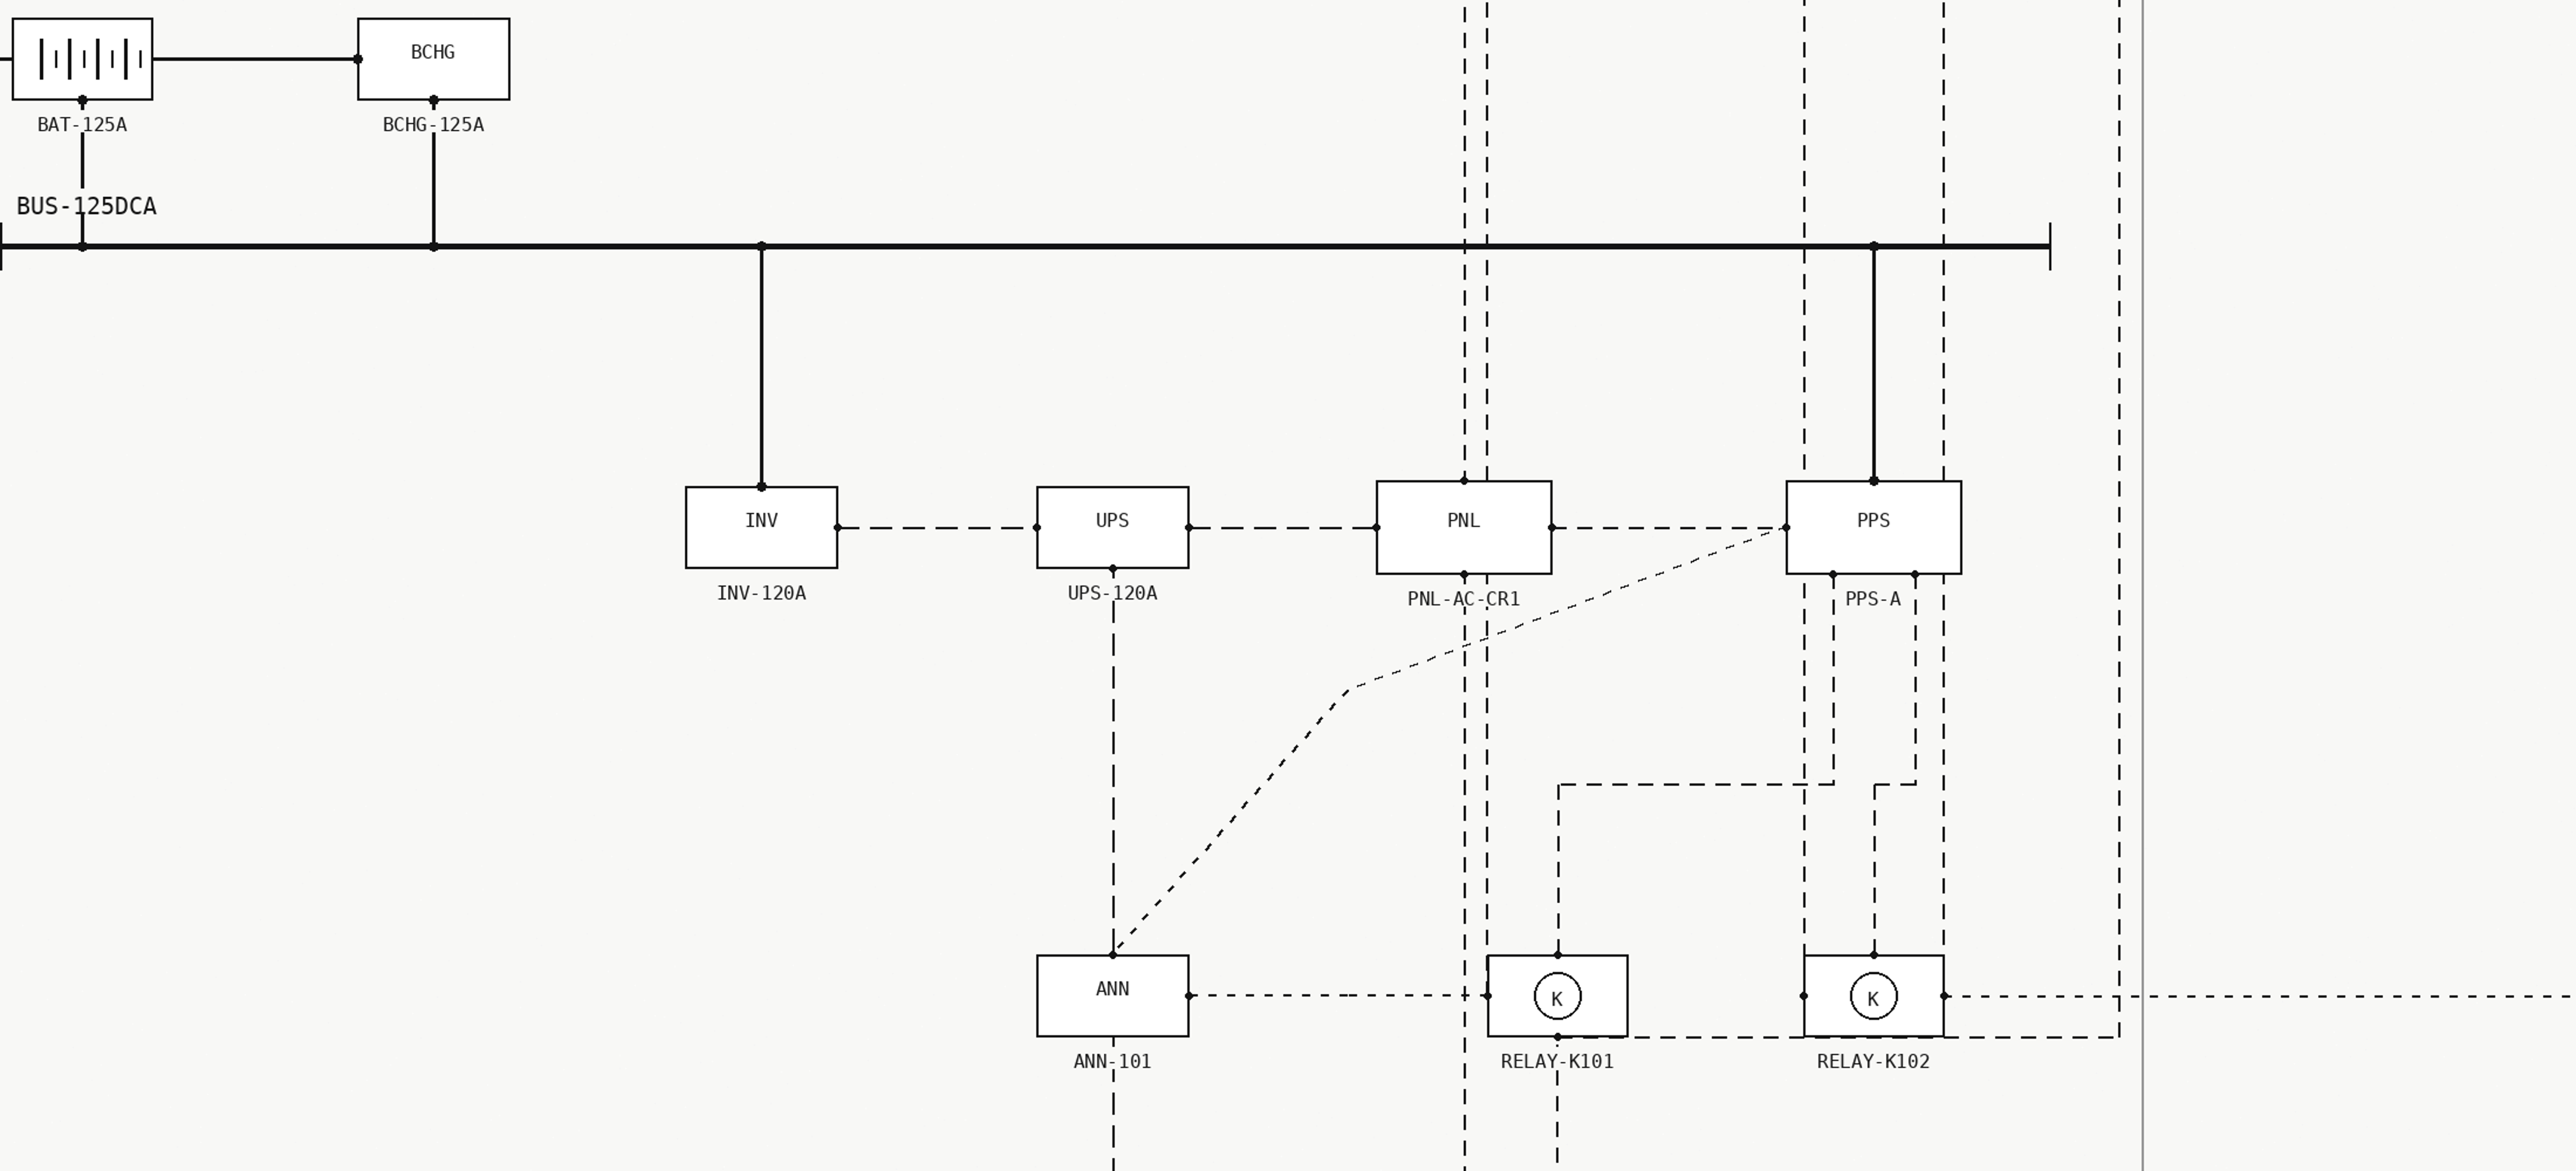 BCHG
BAT-125A
BCHG-125A
BUS-125DCA
INV
UPS
PNL
PPS
INV-120A
UPS-120A
PNL-AC-CR1
PPS-A
ANN
K
K
ANN-101
RELAY-K101
RELAY-K102